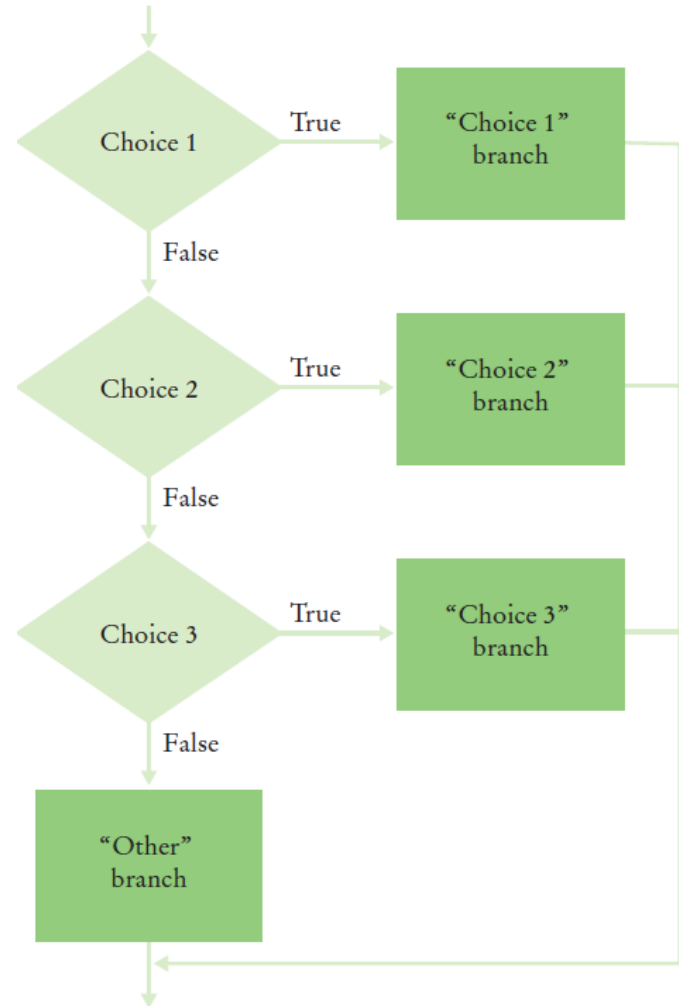 Choice 1
True
“Choice 1”
branch
False
Choice 2
True
“Choice 2”
branch
False
Choice 3
True
“Choice 3”
branch
False
“Other”
branch